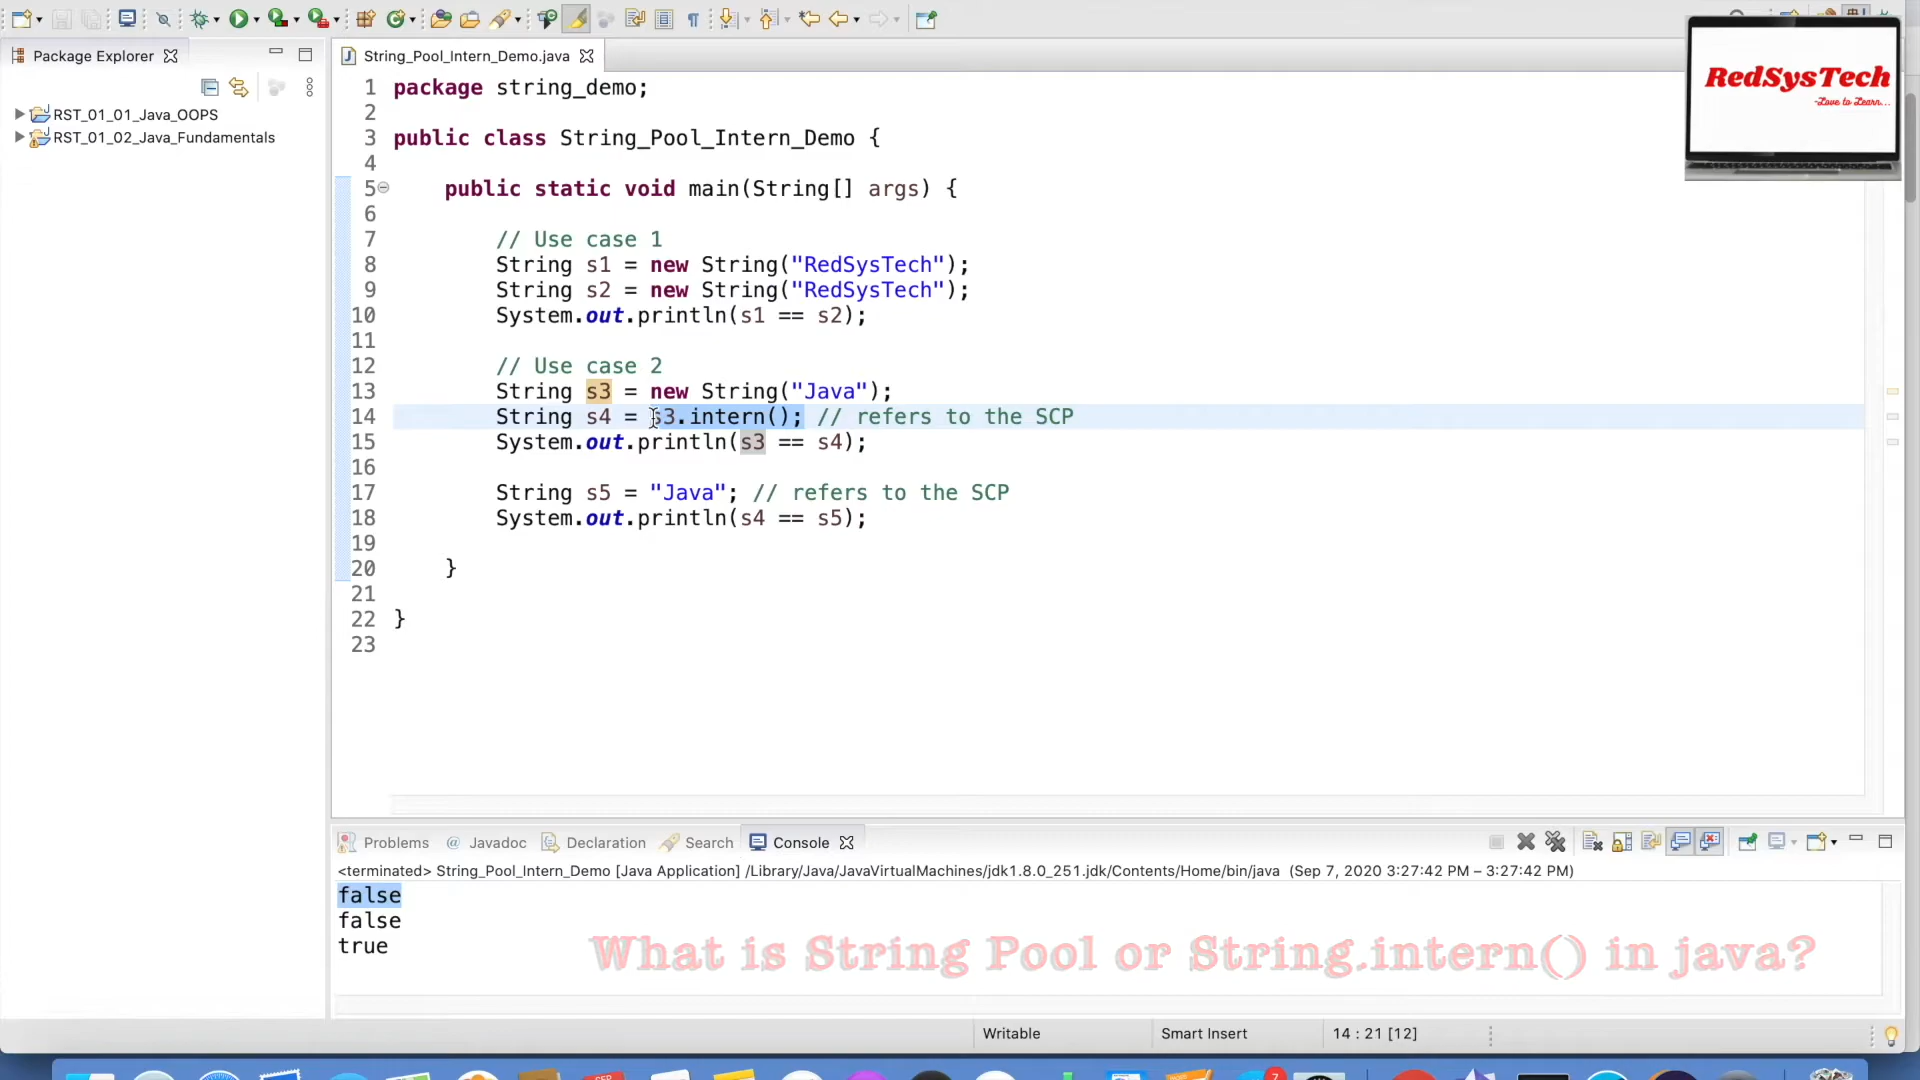 Package Explorer
String_Pool_Intern_Demo.java
RST_01_01_Java_OOPS
RST_01_02_Java_Fundamentals
1 package string_demo;
2
3 public class String_Pool_Intern_Demo {
4
5 public static void main(String[] args) {
6
7 // Use case 1
8 String s1 = new String("RedSysTech");
9 String s2 = new String("RedSysTech");
10 System.out.println(s1 == s2);
11
12 // Use case 2
13 String s3 = new String("Java");
14 String s4 = s3.intern(); // refers to the SCP
15 System.out.println(s3 == s4);
16
17 String s5 = "Java"; // refers to the SCP
18 System.out.println(s4 == s5);
19
20 }
21
22 }
23
RedSysTech
-Love to Learn...
Problems @ Javadoc Declaration Search Console
<terminated> String_Pool_Intern_Demo [Java Application] /Library/Java/JavaVirtualMachines/jdk1.8.0_251.jdk/Contents/Home/bin/java (Sep 7, 2020 3:27:42 PM – 3:27:42 PM)
false
false
true
What is String Pool or String.intern() in java?
Writable Smart Insert 14 : 21 [12]
SEP
7